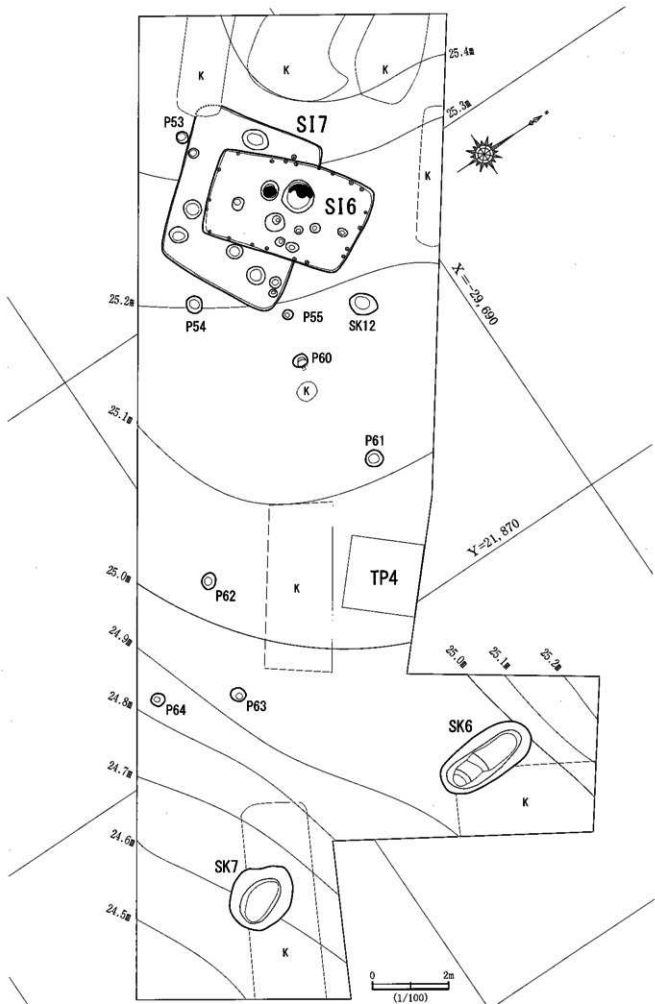 K
K
K
25.4m
25.3m
P53
SI7
K
SI6
X=-29,690
25.2m
P54
P55
SK12
P60
K
25.1m
P61
Y=21,870
TP4
25.0m
P62
K
24.9m
25.0m
25.1m
25.2m
24.8m
P64
P63
SK6
24.7m
K
24.6m
SK7
24.5m
K
0
2m
(1/100)